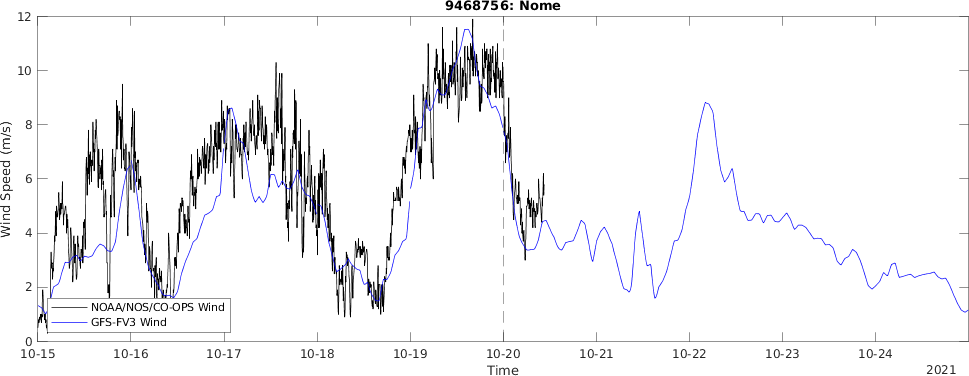 9468756: Nome
Wind Speed (m/s)
12
10
8
6
4
2
0
NOAA/NOS/CO-OPS Wind
GFS-FV3 Wind
10-15 10-16 10-17 10-18 10-19 10-20 10-21 10-22 10-23 10-24
Time
2021